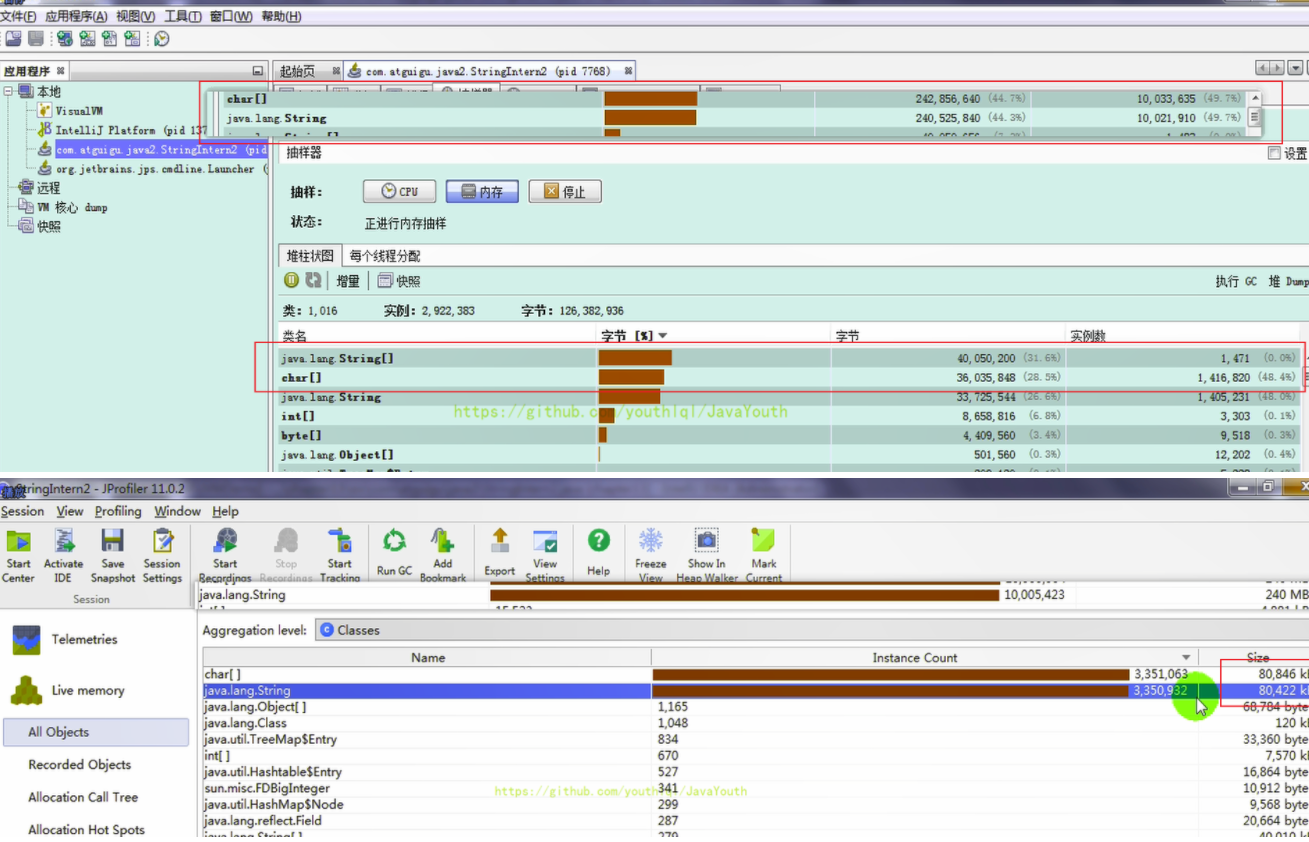 文件(F) 应用程序(A) 视图(V) 工具(T) 窗口(W) 帮助(H)
应用程序
起始页 com.atguigu.java2.StringIntern2 (pid 7768)
本地
VisualVM
IntelliJ Platform (pid 137
com.atguigu.java2.StringIntern2 (pid
org.jetbrains.jps.cmdline.Launcher (
远程
VM 核心 dump
快照
char[] 242,856,640 (44.7%) 10,033,635 (49.7%)
java.lang.String 240,525,840 (44.3%) 10,021,910 (49.7%)
抽样器 设置
抽样: CPU 内存 停止
状态: 正进行内存抽样
堆柱状图 每个线程分配
增量 快照 执行 GC 堆 Dump
类: 1,016 实例: 2,922,383 字节: 126,382,936
类名 字节 [%] 字节 实例数
java.lang.String[] 40,050,200 (31.6%) 1,471 (0.0%)
char[] 36,035,848 (28.5%) 1,416,820 (48.4%)
java.lang.String 33,725,544 (26.6%) 1,405,231 (48.0%)
https://github.com/youthlql/JavaYouth
int[] 8,658,816 (6.8%) 3,303 (0.1%)
byte[] 4,409,560 (3.4%) 9,518 (0.3%)
java.lang.Object[] 501,560 (0.3%) 12,202 (0.4%)
StringIntern2 - JProfiler 11.0.2
Session View Profiling Window Help
Start Center
Activate IDE
Save Snapshot
Session Settings
Start Recordings
Stop Recordings
Start Tracking
Run GC
Add Bookmark
Export
View Settings
Help
Freeze View
Show In Heap Walker
Mark Current
Session
java.lang.String 10,005,423 240 MB
Telemetries
Live memory
All Objects
Recorded Objects
Allocation Call Tree
Allocation Hot Spots
Aggregation level: Classes
Name Instance Count Size
char[ ] 3,351,063 80,846 k
java.lang.String 3,350,932 80,422 k
java.lang.Object[ ] 1,165 68,784 byte
java.lang.Class 1,048 120 k
java.util.TreeMap$Entry 834 33,360 byte
int[ ] 670 7,570 k
java.util.Hashtable$Entry 527 16,864 byte
sun.misc.FDBigInteger 341 10,912 byte
https://github.com/youthlql/JavaYouth
java.util.HashMap$Node 299 9,568 byte
java.lang.reflect.Field 287 20,664 byte